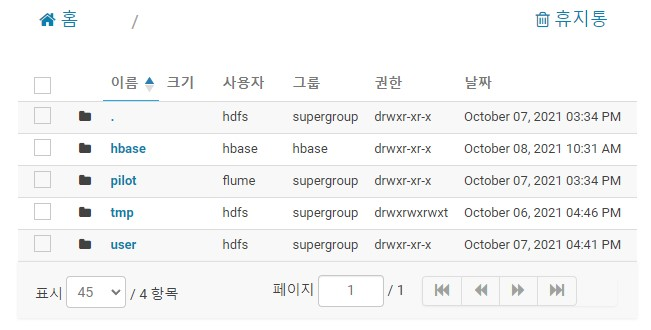 홈 / 휴지통
이름 크기 사용자 그룹 권한 날짜
. hdfs supergroup drwxr-xr-x October 07, 2021 03:34 PM
hbase hbase hbase drwxr-xr-x October 08, 2021 10:31 AM
pilot flume supergroup drwxr-xr-x October 07, 2021 03:34 PM
tmp hdfs supergroup drwxrwxrwxt October 06, 2021 04:46 PM
user hdfs supergroup drwxr-xr-x October 07, 2021 04:41 PM
표시 45 / 4 항목 페이지 1 / 1